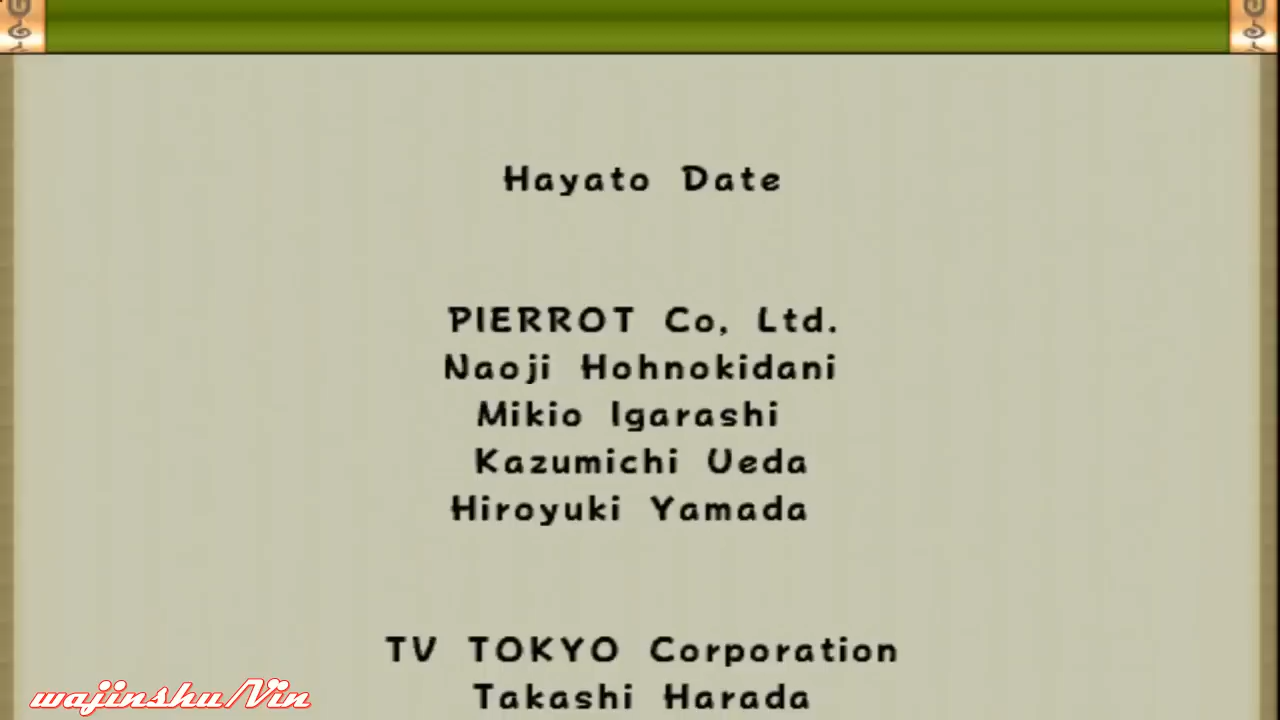 Hayato Date
PIERROT Co, Ltd.
Naoji Hohnokidani
Mikio Igarashi
Kazumichi Ueda
Hiroyuki Yamada
TV TOKYO Corporation
Takashi Harada
wajinshu/Vin